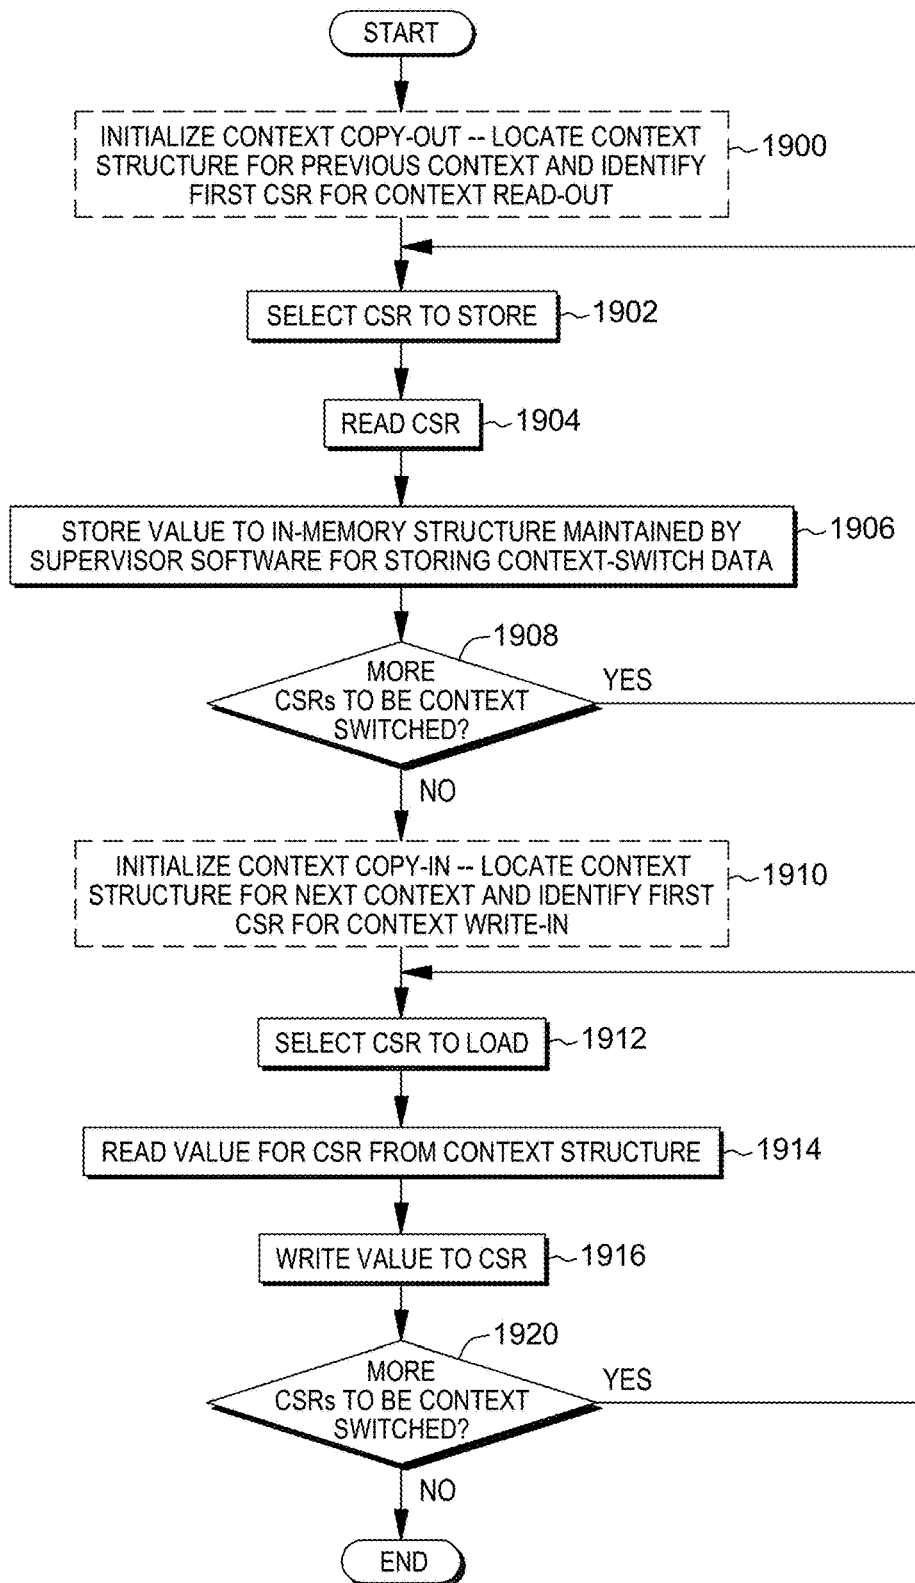 START
INITIALIZE CONTEXT COPY-OUT -- LOCATE CONTEXT
STRUCTURE FOR PREVIOUS CONTEXT AND IDENTIFY
FIRST CSR FOR CONTEXT READ-OUT
1900
SELECT CSR TO STORE
1902
READ CSR
1904
STORE VALUE TO IN-MEMORY STRUCTURE MAINTAINED BY
SUPERVISOR SOFTWARE FOR STORING CONTEXT-SWITCH DATA
1906
1908
MORE
CSRs TO BE CONTEXT
SWITCHED?
YES
NO
INITIALIZE CONTEXT COPY-IN -- LOCATE CONTEXT
STRUCTURE FOR NEXT CONTEXT AND IDENTIFY FIRST
CSR FOR CONTEXT WRITE-IN
1910
SELECT CSR TO LOAD
1912
READ VALUE FOR CSR FROM CONTEXT STRUCTURE
1914
WRITE VALUE TO CSR
1916
1920
MORE
CSRs TO BE CONTEXT
SWITCHED?
YES
NO
END